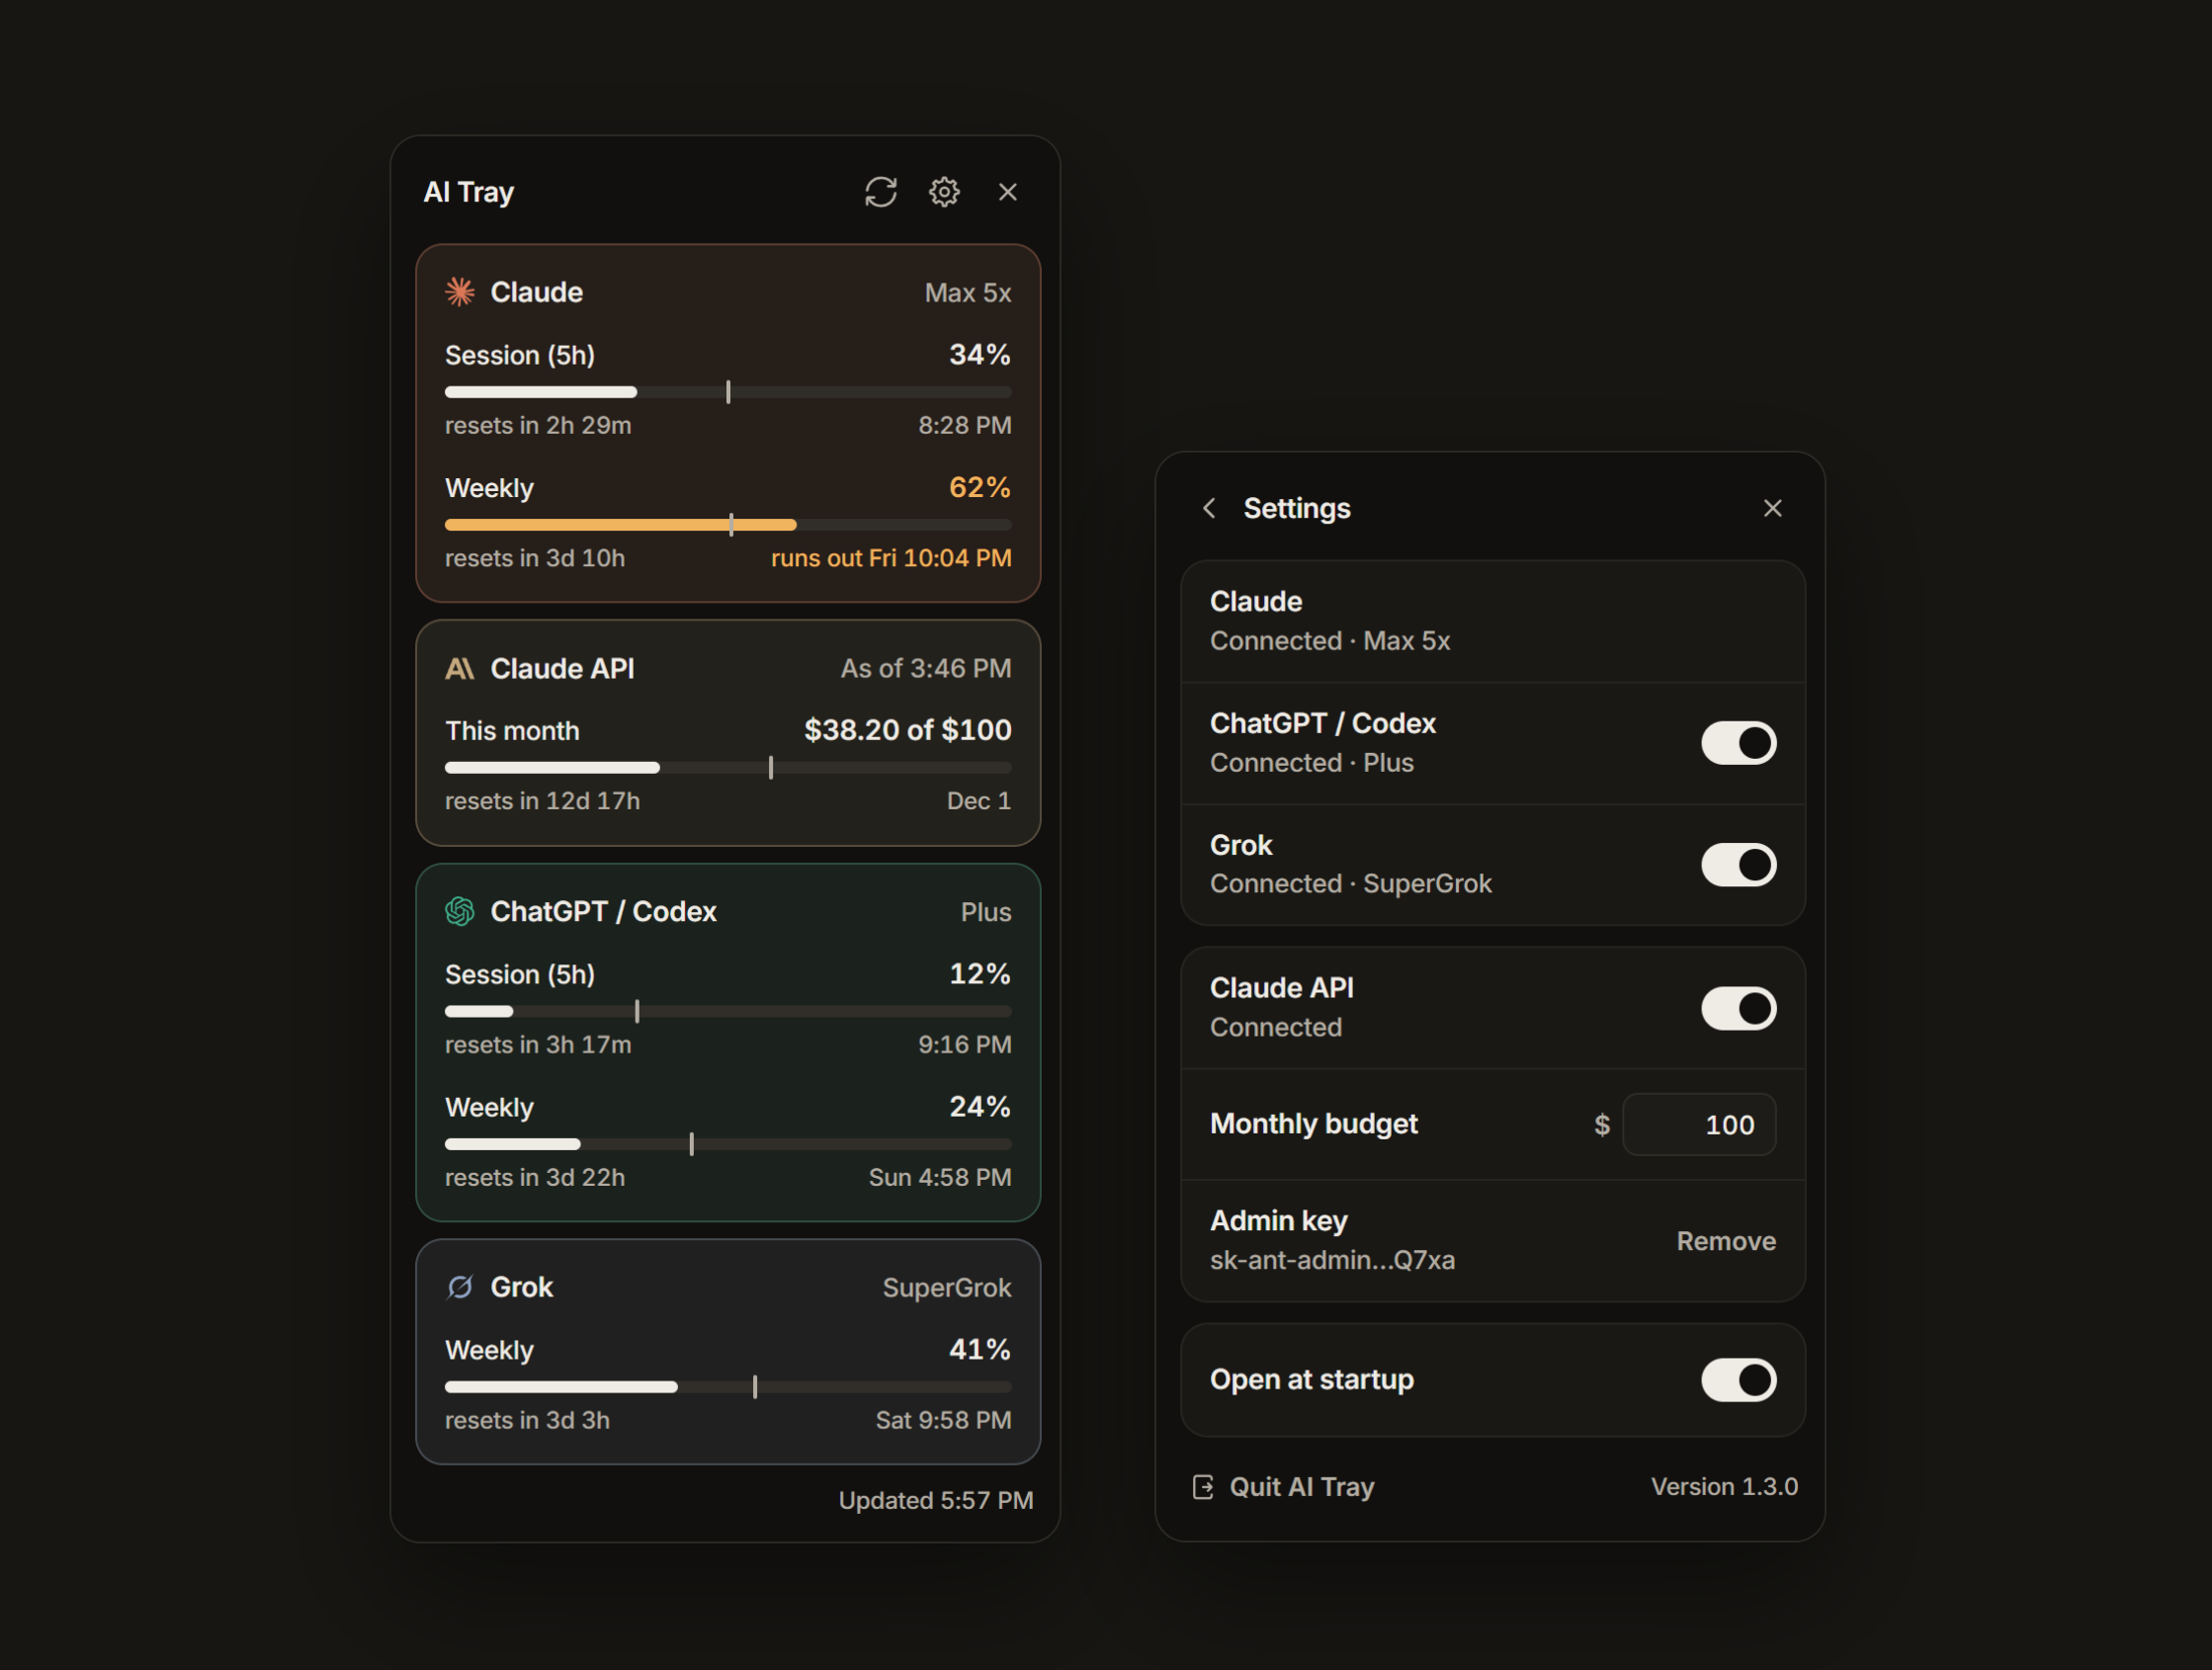 AI Tray
Claude
Max 5x
Session (5h)
34%
resets in 2h 29m
8:28 PM
Weekly
62%
resets in 3d 10h
runs out Fri 10:04 PM
Claude API
As of 3:46 PM
This month
$38.20 of $100
resets in 12d 17h
Dec 1
ChatGPT / Codex
Plus
Session (5h)
12%
resets in 3h 17m
9:16 PM
Weekly
24%
resets in 3d 22h
Sun 4:58 PM
Grok
SuperGrok
Weekly
41%
resets in 3d 3h
Sat 9:58 PM
Updated 5:57 PM
Settings
Claude
Connected · Max 5x
ChatGPT / Codex
Connected · Plus
Grok
Connected · SuperGrok
Claude API
Connected
Monthly budget
$ 100
Admin key
sk-ant-admin...Q7xa
Remove
Open at startup
Quit AI Tray
Version 1.3.0